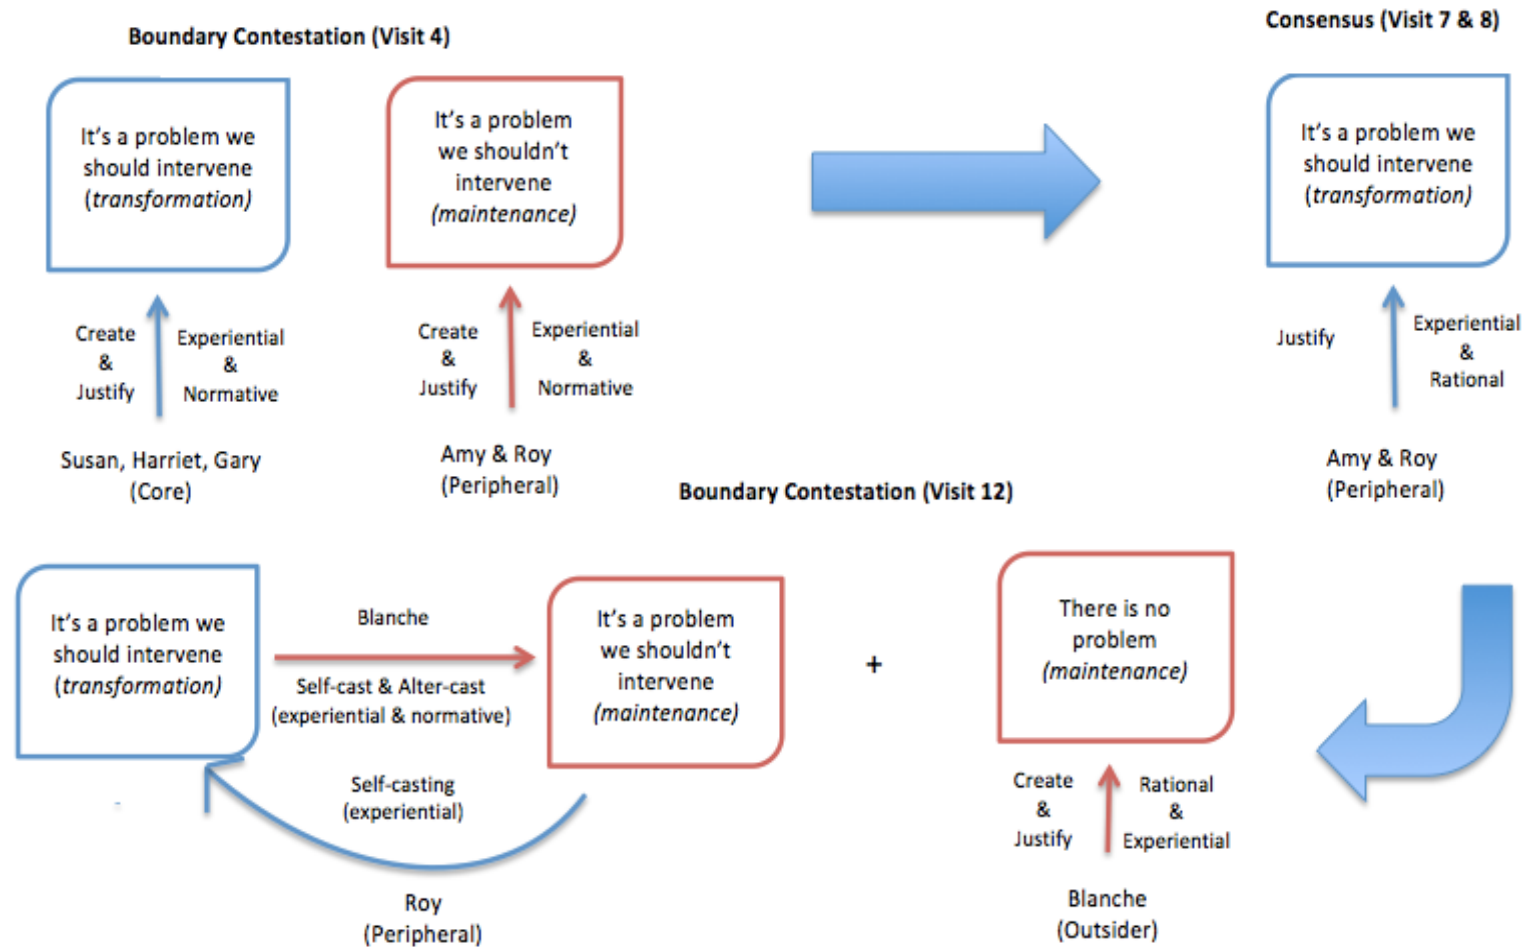 Boundary Contestation (Visit 4)
It's a problem we
should intervene
(transformation)
Create
&
Justify
Experiential
&
Normative
Susan, Harriet, Gary
(Core)
It's a problem
we shouldn't
intervene
(maintenance)
Create
&
Justify
Experiential
&
Normative
Amy & Roy
(Peripheral)
Consensus (Visit 7 & 8)
It's a problem we
should intervene
(transformation)
Justify
Experiential
&
Rational
Amy & Roy
(Peripheral)
Boundary Contestation (Visit 12)
It's a problem we
should intervene
(transformation)
Blanche
Self-cast & Alter-cast
(experiential & normative)
It's a problem
we shouldn't
intervene
(maintenance)
Self-casting
(experiential)
Roy
(Peripheral)
+
There is no
problem
(maintenance)
Create
&
Justify
Rational
&
Experiential
Blanche
(Outsider)